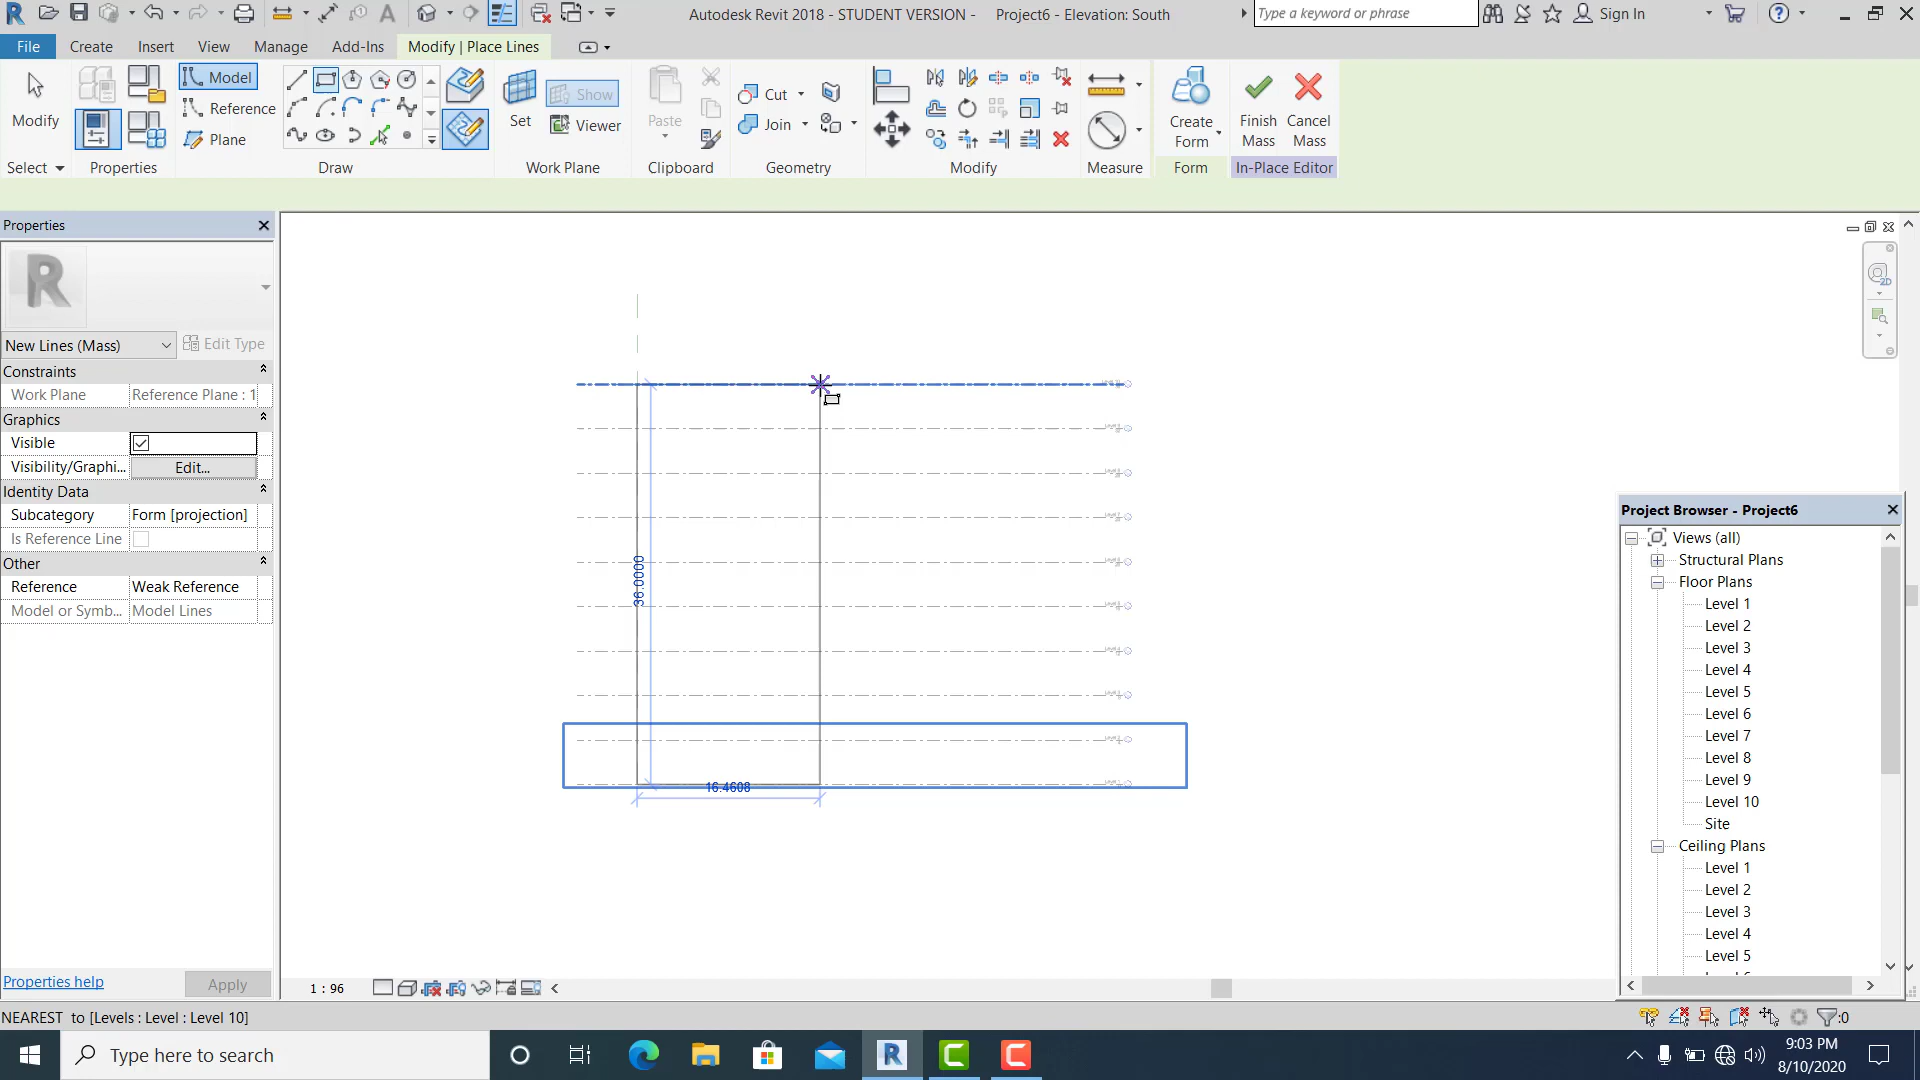 Autodesk Revit 2018 - STUDENT VERSION - Project6 - Elevation: South
Type a keyword or phrase
Sign In
File
Create
Insert
View
Manage
Add-Ins
Modify | Place Lines
Modify
Model
Reference
Plane
Set
Show
Viewer
Paste
Cut
Join
Create
Form
Finish
Mass
Cancel
Mass
Select
Properties
Draw
Work Plane
Clipboard
Geometry
Modify
Measure
Form
In-Place Editor
Properties
New Lines (Mass)
Edit Type
Constraints
Work Plane
Reference Plane : 1
Graphics
Visible
Visibility/Graphi...
Edit...
Identity Data
Subcategory
Form [projection]
Is Reference Line
Other
Reference
Weak Reference
Model or Symb...
Model Lines
Properties help
Apply
36.0000
16.4608
2D
Project Browser - Project6
Views (all)
Structural Plans
Floor Plans
Level 1
Level 2
Level 3
Level 4
Level 5
Level 6
Level 7
Level 8
Level 9
Level 10
Site
Ceiling Plans
Level 1
Level 2
Level 3
Level 4
Level 5
1 : 96
NEAREST to [Levels : Level : Level 10]
:0
Type here to search
9:03 PM
8/10/2020